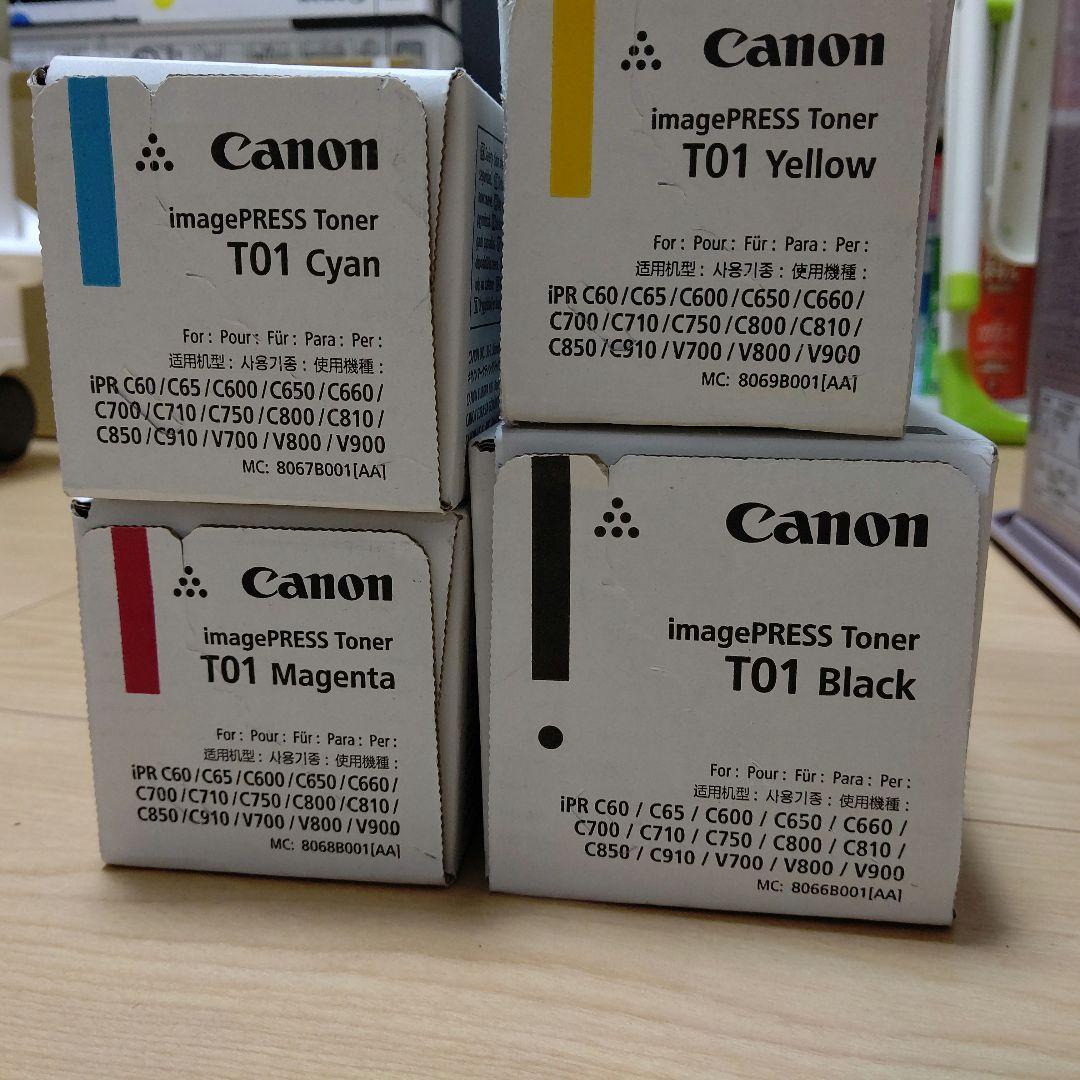 Canon
imagePRESS Toner
T01 Cyan
For : Pour : Für : Para : Per :
适用机型 : 사용기종 : 使用機種 :
iPR C60 / C65 / C600 / C650 / C660 /
C700 / C710 / C750 / C800 / C810 /
C850 / C910 / V700 / V800 / V900
MC: 8067B001[AA]
Canon
imagePRESS Toner
T01 Yellow
For : Pour : Für : Para : Per :
适用机型 : 사용기종 : 使用機種 :
iPR C60 / C65 / C600 / C650 / C660 /
C700 / C710 / C750 / C800 / C810 /
C850 / C910 / V700 / V800 / V900
MC: 8069B001[AA]
Canon
imagePRESS Toner
T01 Magenta
For : Pour : Für : Para : Per :
适用机型 : 사용기종 : 使用機種 :
iPR C60 / C65 / C600 / C650 / C660 /
C700 / C710 / C750 / C800 / C810 /
C850 / C910 / V700 / V800 / V900
MC: 8068B001[AA]
Canon
imagePRESS Toner
T01 Black
For : Pour : Für : Para : Per :
适用机型 : 사용기종 : 使用機種 :
iPR C60 / C65 / C600 / C650 / C660 /
C700 / C710 / C750 / C800 / C810 /
C850 / C910 / V700 / V800 / V900
MC: 8066B001[AA]